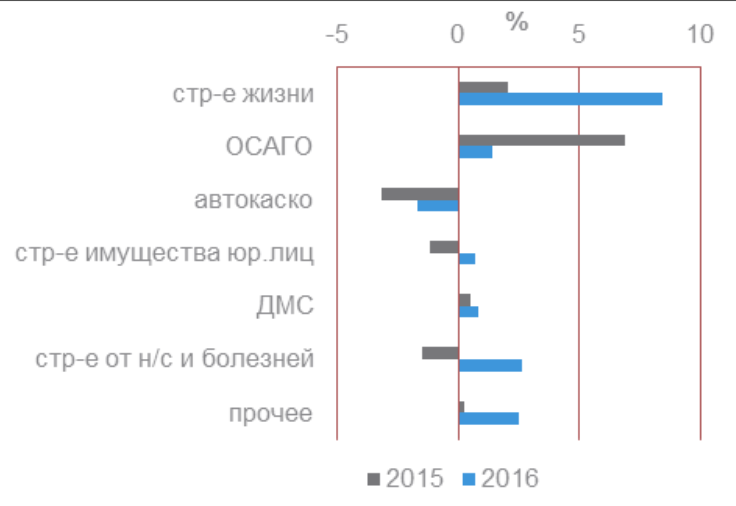 %
-5 0 5 10
стр-е жизни
ОСАГО
автокаско
стр-е имущества юр.лиц
ДМС
стр-е от н/с и болезней
прочее
2015 2016